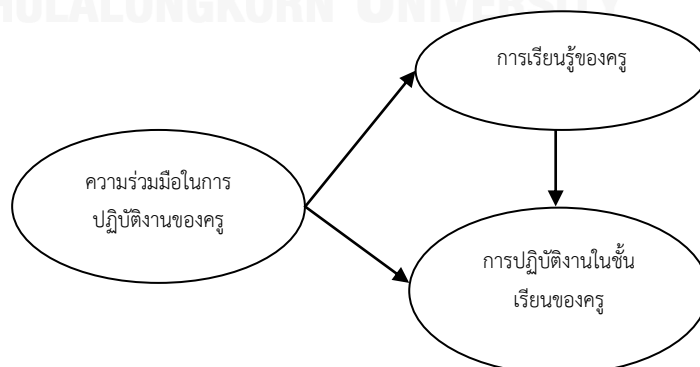 CHULALONGKORN UNIVERSITY
การเรียนรู้ของครู
ความร่วมมือในการ
ปฏิบัติงานของครู
การปฏิบัติงานในชั้น
เรียนของครู